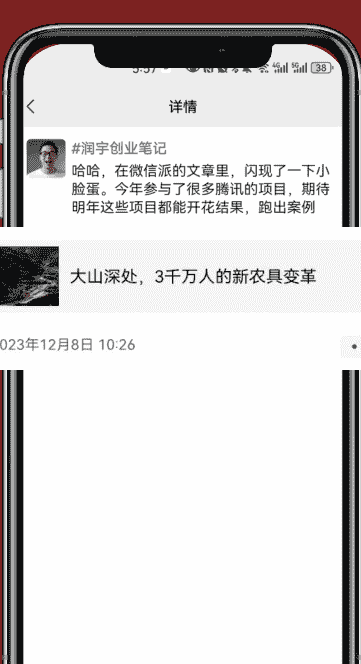 5:57
38
详情
#润宇创业笔记
哈哈，在微信派的文章里，闪现了一下小
脸蛋。今年参与了很多腾讯的项目，期待
明年这些项目都能开花结果，跑出案例
大山深处，3千万人的新农具变革
023年12月8日 10:26